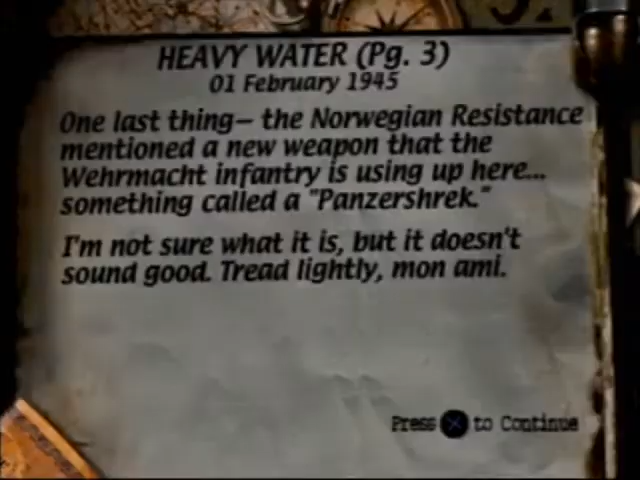 HEAVY WATER (Pg. 3)
01 February 1945
One last thing– the Norwegian Resistance
mentioned a new weapon that the
Wehrmacht infantry is using up here...
something called a "Panzershrek."
I'm not sure what it is, but it doesn't
sound good. Tread lightly, mon ami.
Press X to Continue